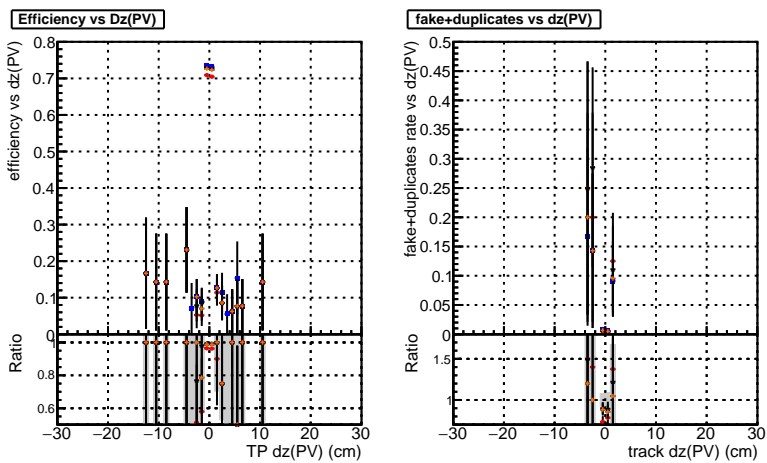 Efficiency vs Dz(PV)
efficiency vs dz(PV)
0.8
0.7
0.6
0.5
0.4
0.3
0.2
0.1
0
Ratio
1
0.8
0.6
−30 −20 −10 0 10 20 30
TP dz(PV) (cm)
fake+duplicates vs dz(PV)
fake+duplicates rate vs dz(PV)
0.5
0.45
0.4
0.35
0.3
0.25
0.2
0.15
0.1
0.05
0
Ratio
1.5
1
−30 −20 −10 0 10 20 30
track dz(PV) (cm)